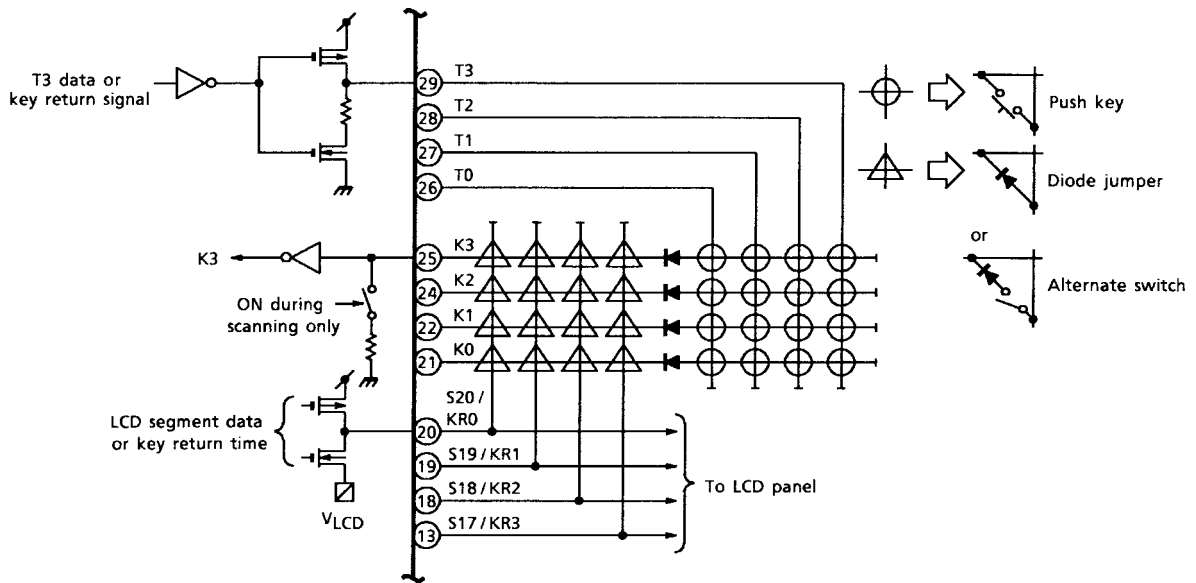 T3 data or
key return signal
29 T3
28 T2
27 T1
26 T0
Push key
Diode jumper
or
Alternate switch
K3
25 K3
24 K2
22 K1
21 K0
ON during
scanning only
LCD segment data
or key return time
VLCD
S20 /
KR0
20
19 S19 / KR1
18 S18 / KR2
13 S17 / KR3
To LCD panel